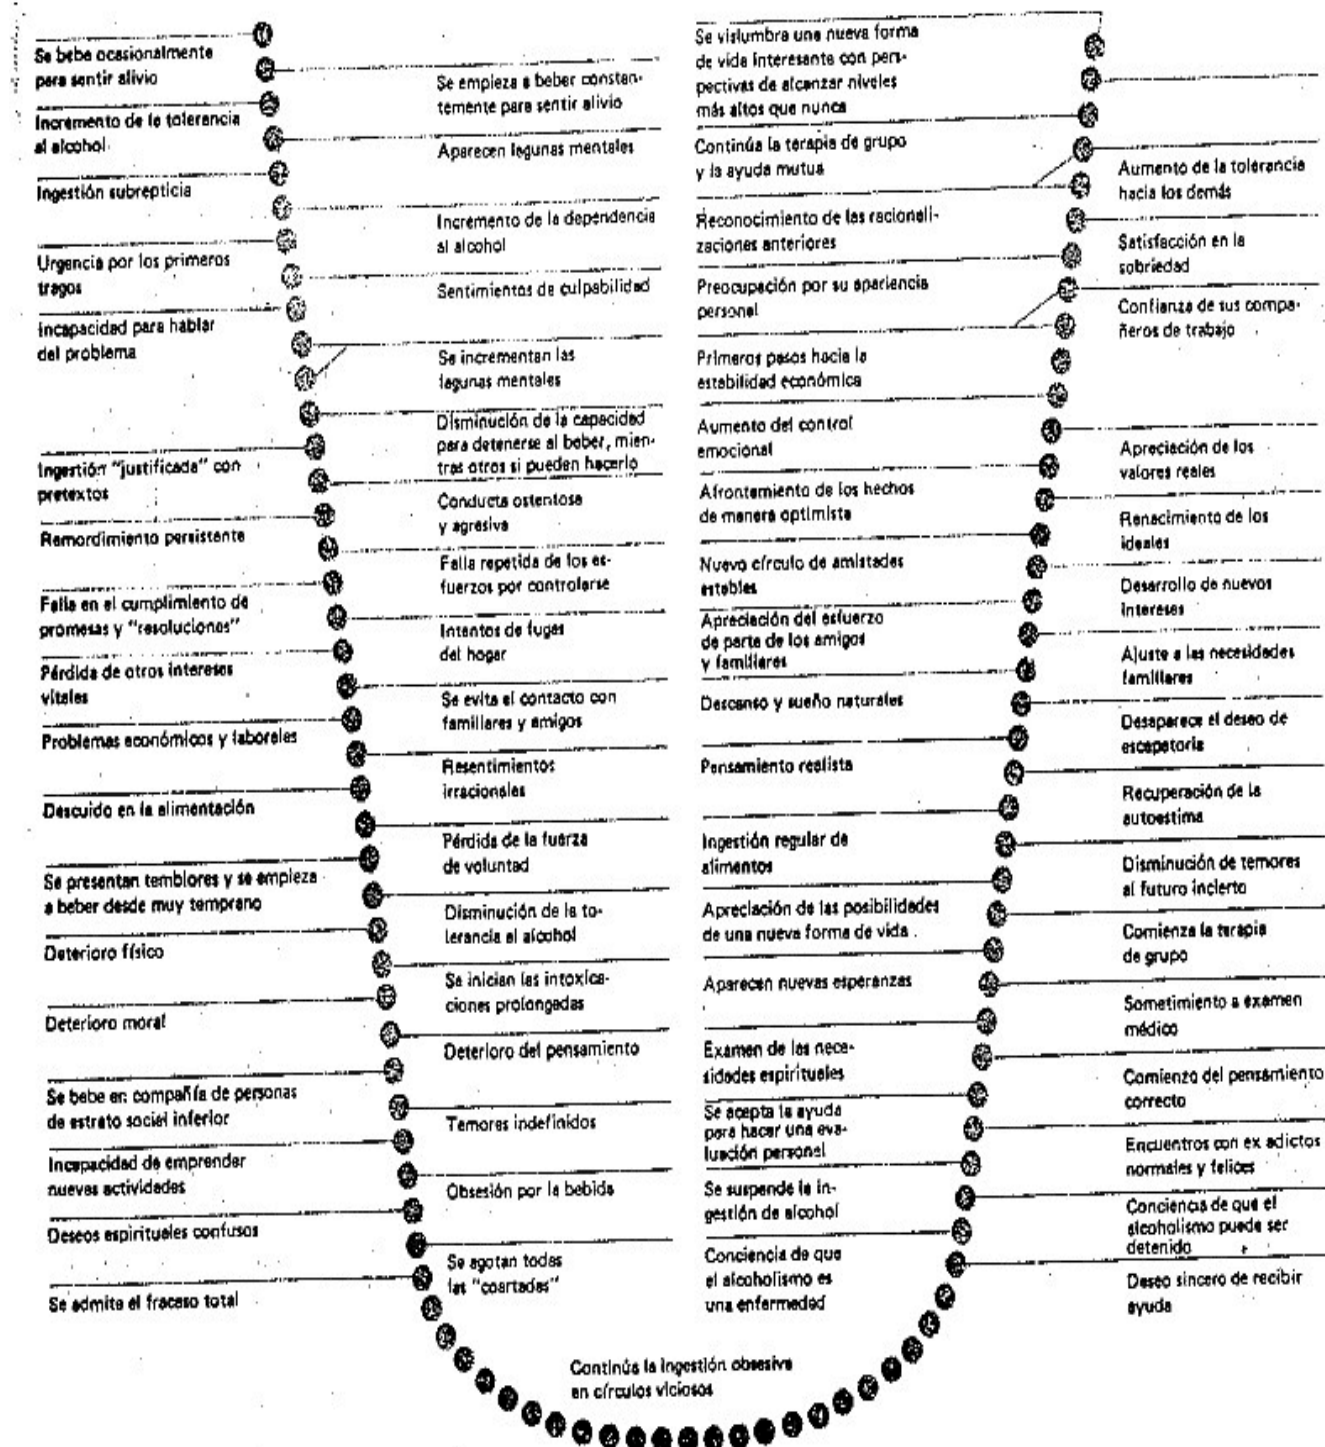 Se bebe ocasionalmente
para sentir alivio
Se empieza a beber constan-
temente para sentir alivio
Incremento de la tolerancia
al alcohol
Aparecen lagunas mentales
Ingestión subrepticia
Incremento de la dependencia
al alcohol
Urgencia por los primeros
tragos
Sentimientos de culpabilidad
Incapacidad para hablar
del problema
Se incrementan las
lagunas mentales
Disminución de la capacidad
para detenerse al beber, mien-
tras otros si pueden hacerlo
Ingestión "justificada" con
pretextos
Conducta ostentosa
y agresiva
Remordimiento persistente
Falla repetida de los es-
fuerzos por controlarse
Falla en el cumplimiento de
promesas y "resoluciones"
Intentos de fugas
del hogar
Pérdida de otros intereses
vitales
Se evita el contacto con
familiares y amigos
Problemas económicos y laborales
Resentimientos
irracionales
Descuido en la alimentación
Pérdida de la fuerza
de voluntad
Se presentan temblores y se empieza
a beber desde muy temprano
Disminución de la to-
lerancia al alcohol
Deterioro físico
Se inician las intoxica-
ciones prolongadas
Deterioro moral
Deterioro del pensamiento
Se bebe en compañía de personas
de estrato social inferior
Temores indefinidos
Incapacidad de emprender
nuevas actividades
Obsesión por la bebida
Deseos espirituales confusos
Se agotan todas
las "coartadas"
Se admite el fracaso total
Continúa la ingestión obsesiva
en círculos viciosos
Se vislumbra una nueva forma
de vida interesante con pers-
pectivas de alcanzar niveles
más altos que nunca
Continúa la terapia de grupo
y la ayuda mutua
Aumento de la tolerancia
hacia los demás
Reconocimiento de las racionali-
zaciones anteriores
Satisfacción en la
sobriedad
Preocupación por su apariencia
personal
Confianza de sus compa-
ñeros de trabajo
Primeros pasos hacia la
estabilidad económica
Aumento del control
emocional
Apreciación de los
valores reales
Afrontamiento de los hechos
de manera optimista
Renacimiento de los
ideales
Nuevo círculo de amistades
estables
Desarrollo de nuevos
intereses
Apreciación del esfuerzo
de parte de los amigos
y familiares
Ajuste a las necesidades
familiares
Descanso y sueño naturales
Desaparece el deseo de
escapatoria
Pensamiento realista
Recuperación de la
autoestima
Ingestión regular de
alimentos
Disminución de temores
al futuro incierto
Apreciación de las posibilidades
de una nueva forma de vida .
Comienza la terapia
de grupo
Aparecen nuevas esperanzas
Sometimiento a examen
médico
Examen de las nece-
sidades espirituales
Comienzo del pensamiento
correcto
Se acepta la ayuda
para hacer una eva-
luación personal
Encuentros con ex adictos
normales y felices
Se suspende la in-
gestión de alcohol
Conciencia de que el
alcoholismo puede ser
detenido
Conciencia de que
el alcoholismo es
una enfermedad
Deseo sincero de recibir
ayuda